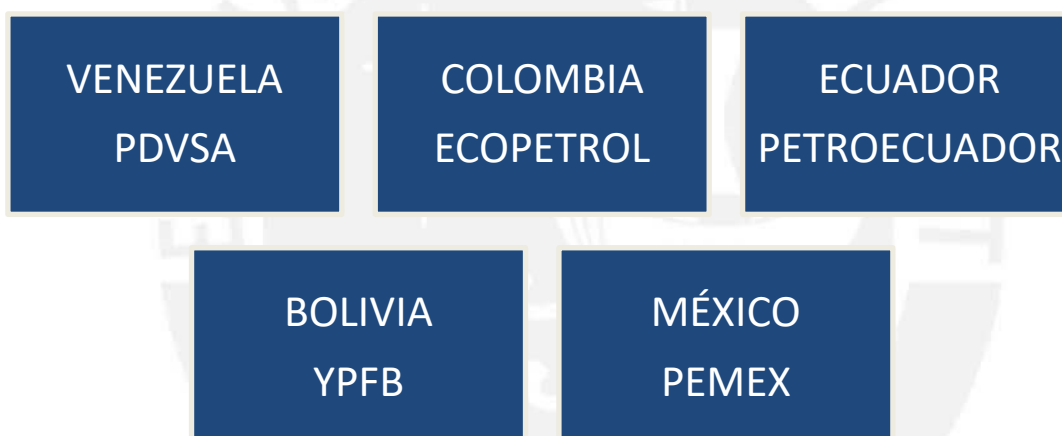 VENEZUELA
PDVSA
COLOMBIA
ECOPETROL
ECUADOR
PETROECUADOR
BOLIVIA
YPFB
MÉXICO
PEMEX